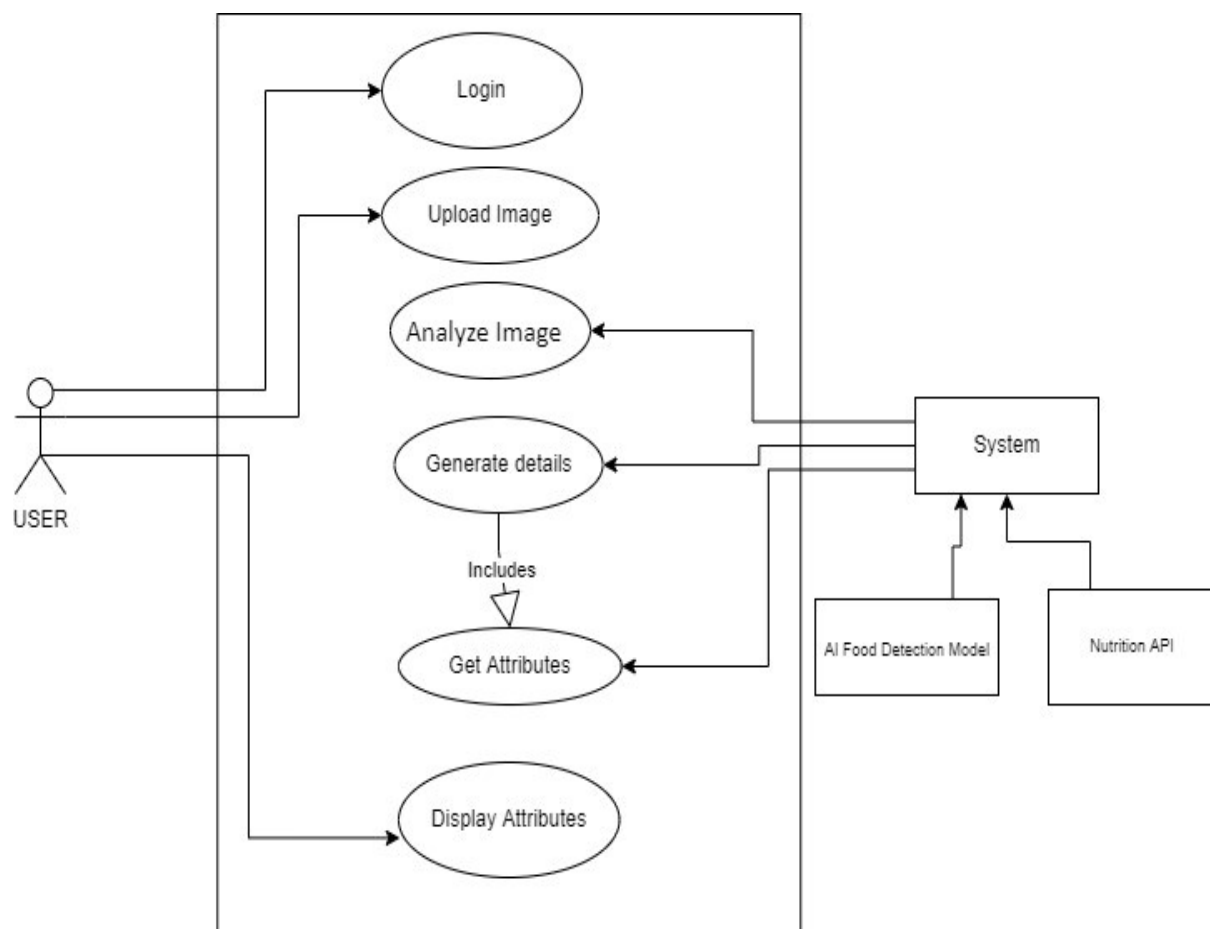 Login
Upload Image
Analyze Image
Generate details
System
USER
Includes
Get Attributes
AI Food Detection Model
Nutrition API
Display Attributes